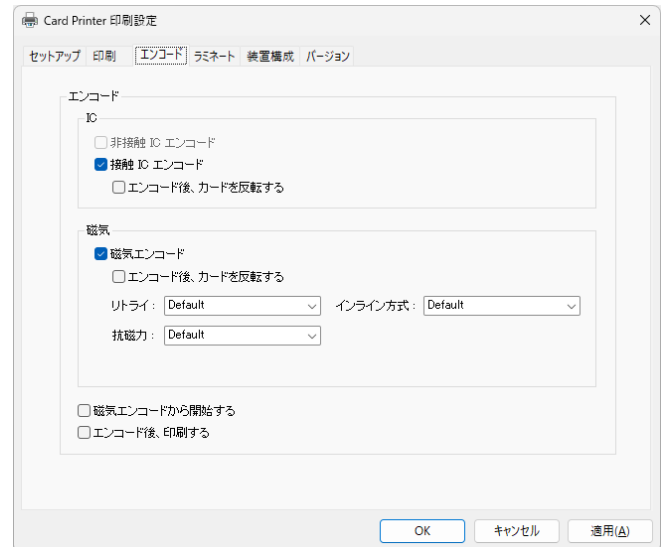 Card Printer 印刷設定
セットアップ 印刷 エンコード ラミネート 装置構成 バージョン
エンコード
IC
非接触 IC エンコード
接触 IC エンコード
エンコード後、カードを反転する
磁気
磁気エンコード
エンコード後、カードを反転する
リトライ： Default インライン方式： Default
抗磁力： Default
磁気エンコードから開始する
エンコード後、印刷する
OK キャンセル 適用(A)